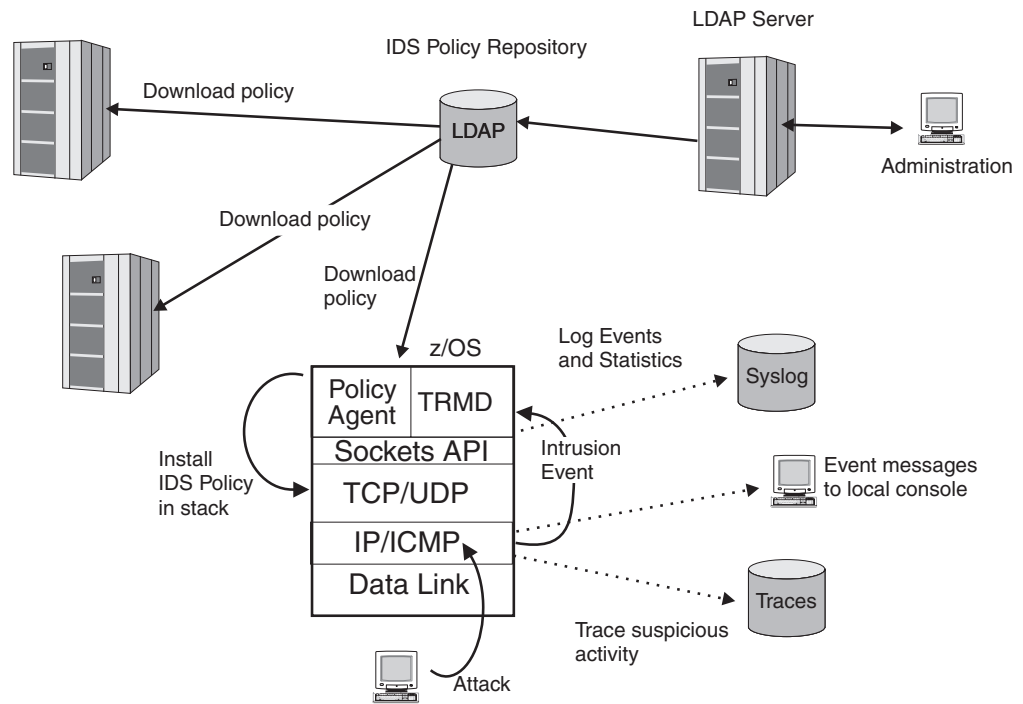 LDAP Server
IDS Policy Repository
Download policy
LDAP
Administration
Download policy
Download
policy
z/OS
Log Events
and Statistics
Syslog
Policy
Agent
TRMD
Sockets API
Intrusion
Event
Install
IDS Policy
in stack
TCP/UDP
Event messages
to local console
IP/ICMP
Data Link
Traces
Trace suspicious
activity
Attack